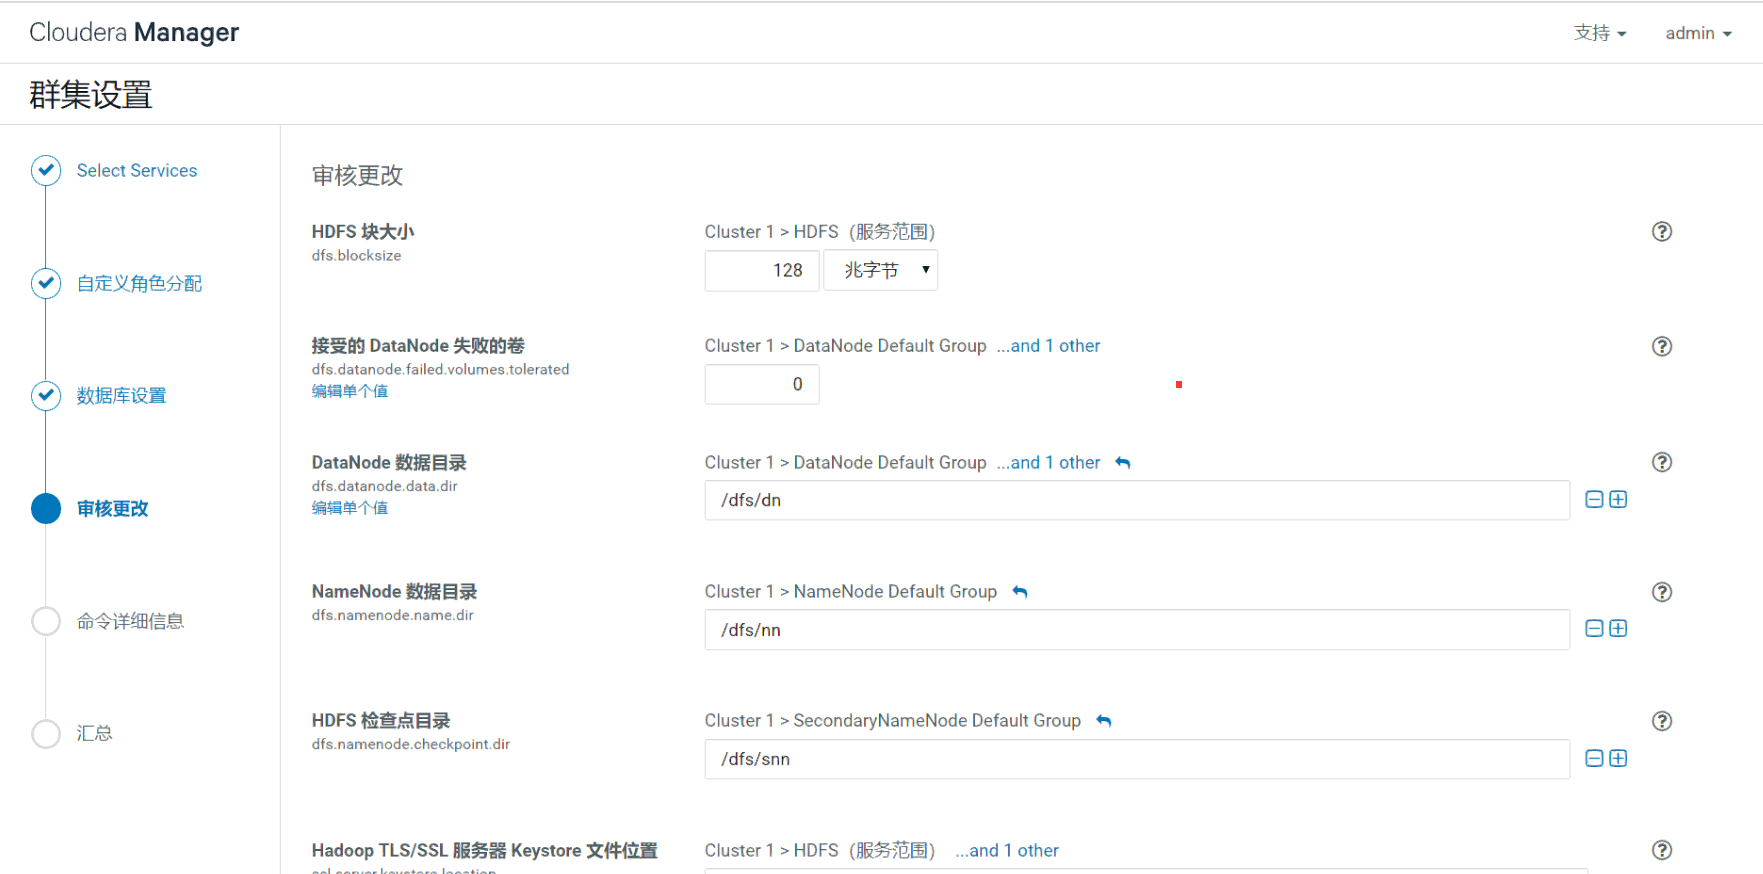 Cloudera Manager
支持
admin
群集设置
Select Services
自定义角色分配
数据库设置
审核更改
命令详细信息
汇总
审核更改
HDFS 块大小
dfs.blocksize
Cluster 1 > HDFS (服务范围)
128 兆字节
接受的 DataNode 失败的卷
dfs.datanode.failed.volumes.tolerated
编辑单个值
Cluster 1 > DataNode Default Group ...and 1 other
0
DataNode 数据目录
dfs.datanode.data.dir
编辑单个值
Cluster 1 > DataNode Default Group ...and 1 other
/dfs/dn
NameNode 数据目录
dfs.namenode.name.dir
Cluster 1 > NameNode Default Group
/dfs/nn
HDFS 检查点目录
dfs.namenode.checkpoint.dir
Cluster 1 > SecondaryNameNode Default Group
/dfs/snn
Hadoop TLS/SSL 服务器 Keystore 文件位置
ssl.server.keystore.location
Cluster 1 > HDFS (服务范围) ...and 1 other